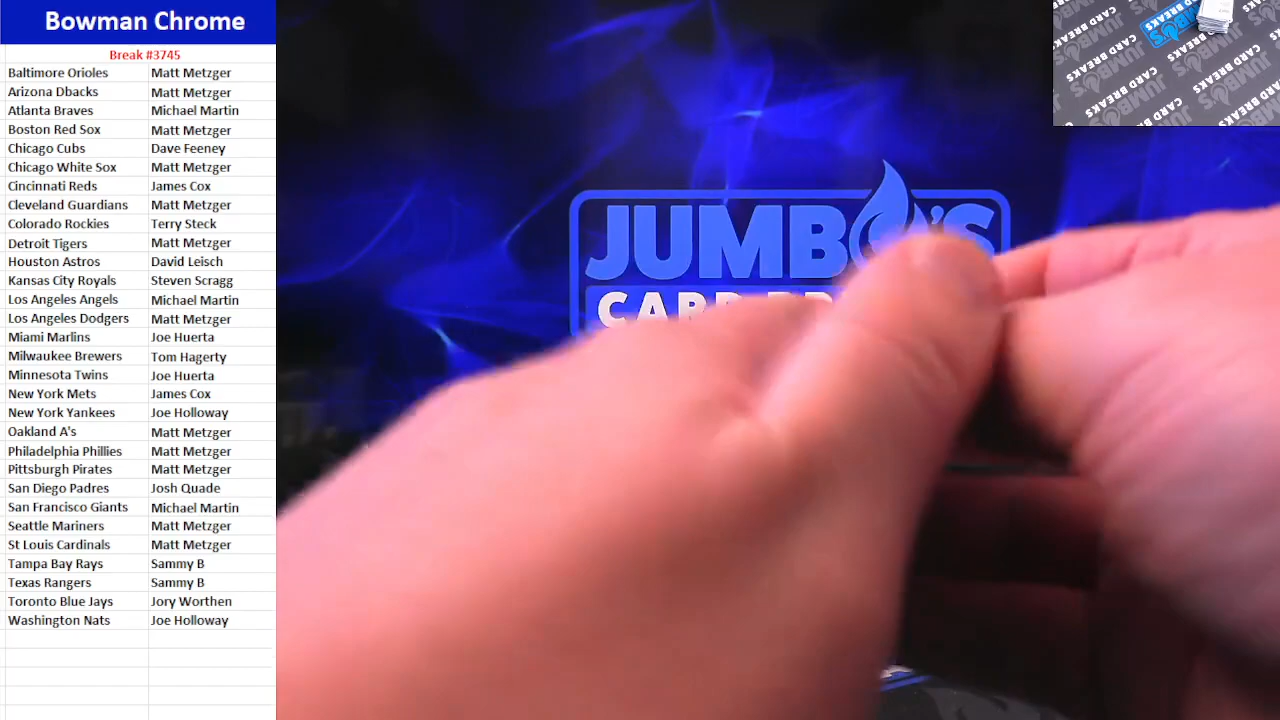 Bowman Chrome
Break #3745
Baltimore Orioles Matt Metzger
Arizona Dbacks Matt Metzger
Atlanta Braves Michael Martin
Boston Red Sox Matt Metzger
Chicago Cubs Dave Feeney
Chicago White Sox Matt Metzger
Cincinnati Reds James Cox
Cleveland Guardians Matt Metzger
Colorado Rockies Terry Steck
Detroit Tigers Matt Metzger
Houston Astros David Leisch
Kansas City Royals Steven Scragg
Los Angeles Angels Michael Martin
Los Angeles Dodgers Matt Metzger
Miami Marlins Joe Huerta
Milwaukee Brewers Tom Hagerty
Minnesota Twins Joe Huerta
New York Mets James Cox
New York Yankees Joe Holloway
Oakland A's Matt Metzger
Philadelphia Phillies Matt Metzger
Pittsburgh Pirates Matt Metzger
San Diego Padres Josh Quade
San Francisco Giants Michael Martin
Seattle Mariners Matt Metzger
St Louis Cardinals Matt Metzger
Tampa Bay Rays Sammy B
Texas Rangers Sammy B
Toronto Blue Jays Jory Worthen
Washington Nats Joe Holloway
JUMBO'S
CARD
JUMBO'S
CARD BREAKS